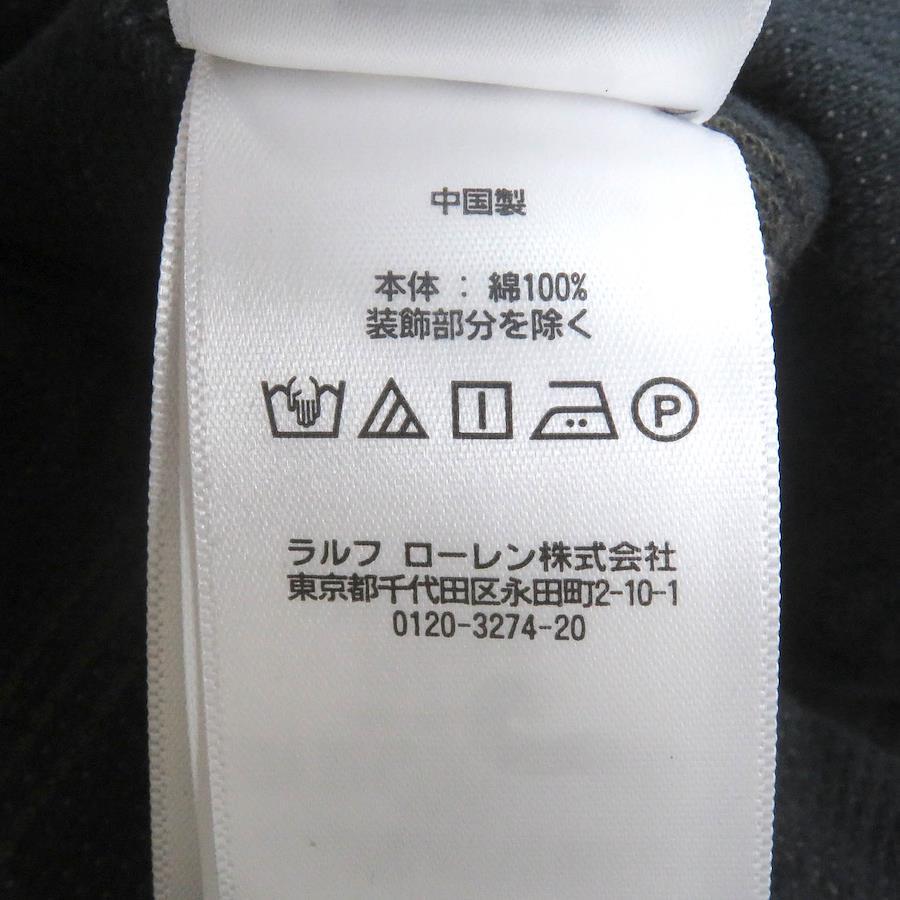 中国製
本体 : 綿100%
装飾部分を除く
P
ラルフ ローレン株式会社
東京都千代田区永田町2-10-1
0120-3274-20